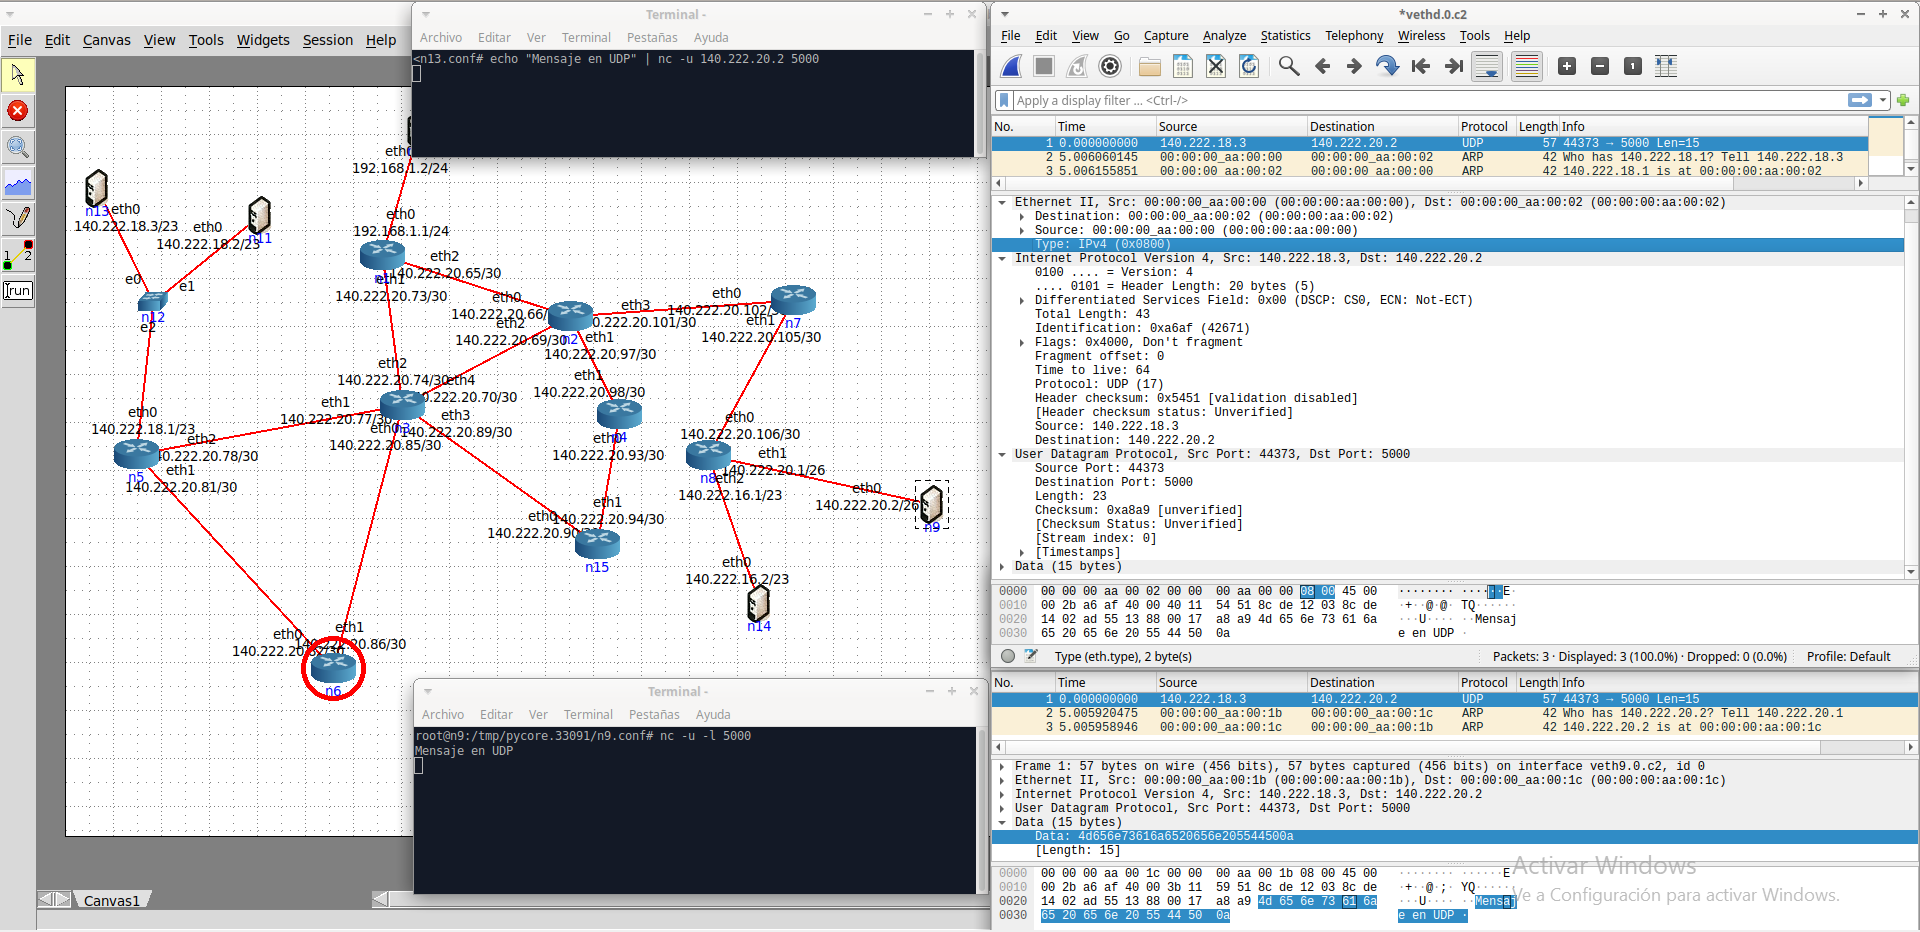 File Edit Canvas View Tools Widgets Session Help
Terminal -
Archivo Editar Ver Terminal Pestañas Ayuda
<n13.conf# echo "Mensaje en UDP" | nc -u 140.222.20.2 5000
eth0
192.168.1.2/24
n13
eth0
140.222.18.3/23
eth0
140.222.18.2/23
n11
e0
e1
n12
e2
eth0
192.168.1.1/24
eth2
140.222.20.65/30
eth1
140.222.20.73/30
eth0
140.222.20.66/
eth2
140.222.20.69/30
n2
eth3
0.222.20.101/30
eth1
140.222.20.97/30
eth0
140.222.20.102/
eth1
n7
140.222.20.105/30
eth2
140.222.20.74/30
eth4
.222.20.70/30
eth1
140.222.20.77/30
eth3
140.222.20.89/30
140.222.20.85/30
eth1
140.222.20.98/30
140.222.20.93/30
eth0
140.222.18.1/23
eth2
0.222.20.78/30
n5
eth1
140.222.20.81/30
eth0
140.222.20.106/30
eth1
140.222.20.1/26
n8
eth2
140.222.16.1/23
eth0
140.222.20.2/26
n9
eth1
140.222.20.94/30
eth0
140.222.20.90
n15
eth0
140.222.16.2/23
n14
eth0
eth1
.20.86/30
n6
Terminal -
Archivo Editar Ver Terminal Pestañas Ayuda
root@n9:/tmp/pycore.33091/n9.conf# nc -u -l 5000
Mensaje en UDP
Canvas1
run
*vethd.0.c2
File Edit View Go Capture Analyze Statistics Telephony Wireless Tools Help
Apply a display filter ... <Ctrl-/>
No. Time Source Destination Protocol Length Info
1 0.000000000 140.222.18.3 140.222.20.2 UDP 57 44373 → 5000 Len=15
2 5.006060145 00:00:00_aa:00:00 00:00:00_aa:00:02 ARP 42 Who has 140.222.18.1? Tell 140.222.18.3
3 5.006155851 00:00:00_aa:00:02 00:00:00_aa:00:00 ARP 42 140.222.18.1 is at 00:00:00:aa:00:02
Ethernet II, Src: 00:00:00_aa:00:00 (00:00:00:aa:00:00), Dst: 00:00:00_aa:00:02 (00:00:00:aa:00:02)
Destination: 00:00:00_aa:00:02 (00:00:00:aa:00:02)
Source: 00:00:00_aa:00:00 (00:00:00:aa:00:00)
Type: IPv4 (0x0800)
Internet Protocol Version 4, Src: 140.222.18.3, Dst: 140.222.20.2
0100 .... = Version: 4
.... 0101 = Header Length: 20 bytes (5)
Differentiated Services Field: 0x00 (DSCP: CS0, ECN: Not-ECT)
Total Length: 43
Identification: 0xa6af (42671)
Flags: 0x4000, Don't fragment
Fragment offset: 0
Time to live: 64
Protocol: UDP (17)
Header checksum: 0x5451 [validation disabled]
[Header checksum status: Unverified]
Source: 140.222.18.3
Destination: 140.222.20.2
User Datagram Protocol, Src Port: 44373, Dst Port: 5000
Source Port: 44373
Destination Port: 5000
Length: 23
Checksum: 0xa8a9 [unverified]
[Checksum Status: Unverified]
[Stream index: 0]
[Timestamps]
Data (15 bytes)
0000 00 00 00 aa 00 02 00 00 00 aa 00 00 08 00 45 00 ··············E·
0010 00 2b a6 af 40 00 40 11 54 51 8c de 12 03 8c de ·+··@·@· TQ······
0020 14 02 ad 55 13 88 00 17 a8 a9 4d 65 6e 73 61 6a ···U···· ··Mensaj
0030 65 20 65 6e 20 55 44 50 0a e en UDP ·
Type (eth.type), 2 byte(s) Packets: 3 · Displayed: 3 (100.0%) · Dropped: 0 (0.0%) Profile: Default
No. Time Source Destination Protocol Length Info
1 0.000000000 140.222.18.3 140.222.20.2 UDP 57 44373 → 5000 Len=15
2 5.005920475 00:00:00_aa:00:1b 00:00:00_aa:00:1c ARP 42 Who has 140.222.20.2? Tell 140.222.20.1
3 5.005958946 00:00:00_aa:00:1c 00:00:00_aa:00:1b ARP 42 140.222.20.2 is at 00:00:00:aa:00:1c
Frame 1: 57 bytes on wire (456 bits), 57 bytes captured (456 bits) on interface veth9.0.c2, id 0
Ethernet II, Src: 00:00:00_aa:00:1b (00:00:00:aa:00:1b), Dst: 00:00:00_aa:00:1c (00:00:00:aa:00:1c)
Internet Protocol Version 4, Src: 140.222.18.3, Dst: 140.222.20.2
User Datagram Protocol, Src Port: 44373, Dst Port: 5000
Data (15 bytes)
Data: 4d656e73616a6520656e205544500a
[Length: 15]
0000 00 00 00 aa 00 1c 00 00 00 aa 00 1b 08 00 45 00 ··············E·
0010 00 2b a6 af 40 00 3b 11 59 51 8c de 12 03 8c de ·+··@·;· YQ······
0020 14 02 ad 55 13 88 00 17 a8 a9 4d 65 6e 73 61 6a ···U···· ··Mensaj
0030 65 20 65 6e 20 55 44 50 0a e en UDP ·
Activar Windows
Ve a Configuración para activar Windows.